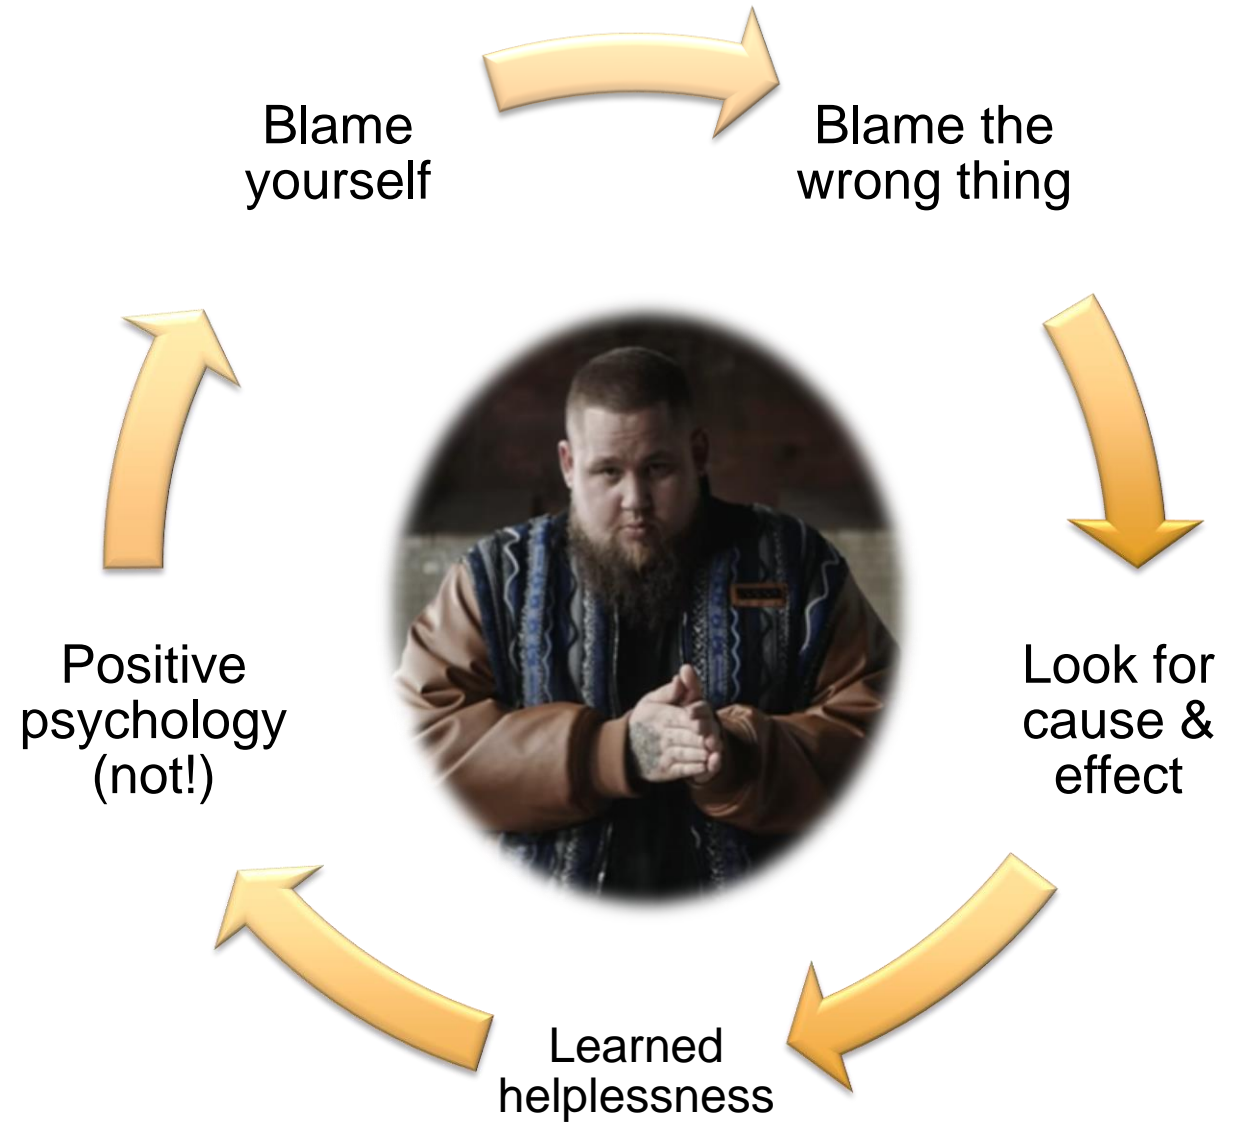 Blame
yourself
Blame the
wrong thing
Look for
cause &
effect
Learned
helplessness
Positive
psychology
(not!)